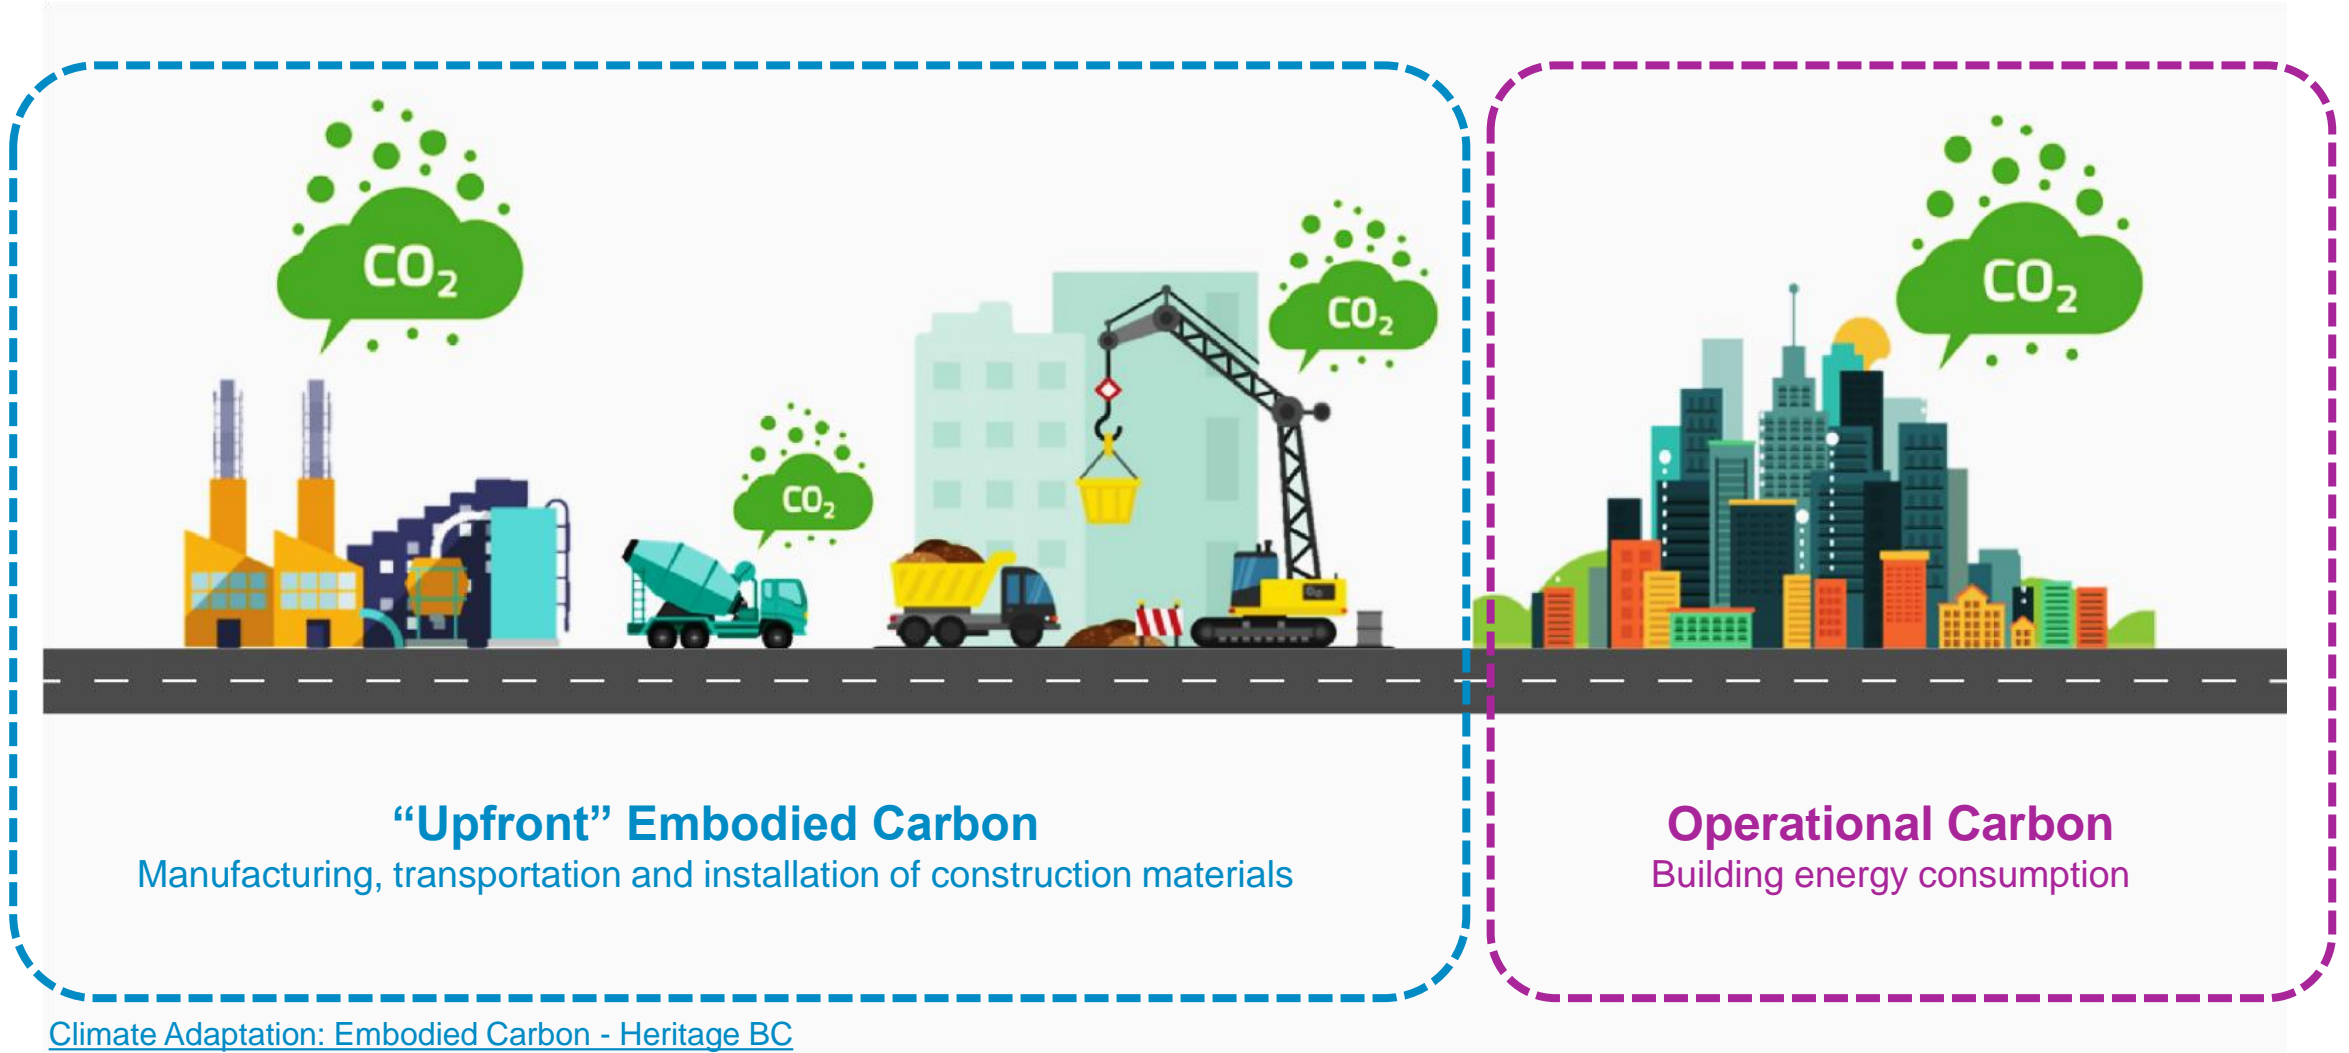 CO₂
CO₂
CO₂
CO₂
“Upfront” Embodied Carbon
Manufacturing, transportation and installation of construction materials
Operational Carbon
Building energy consumption
Climate Adaptation: Embodied Carbon - Heritage BC